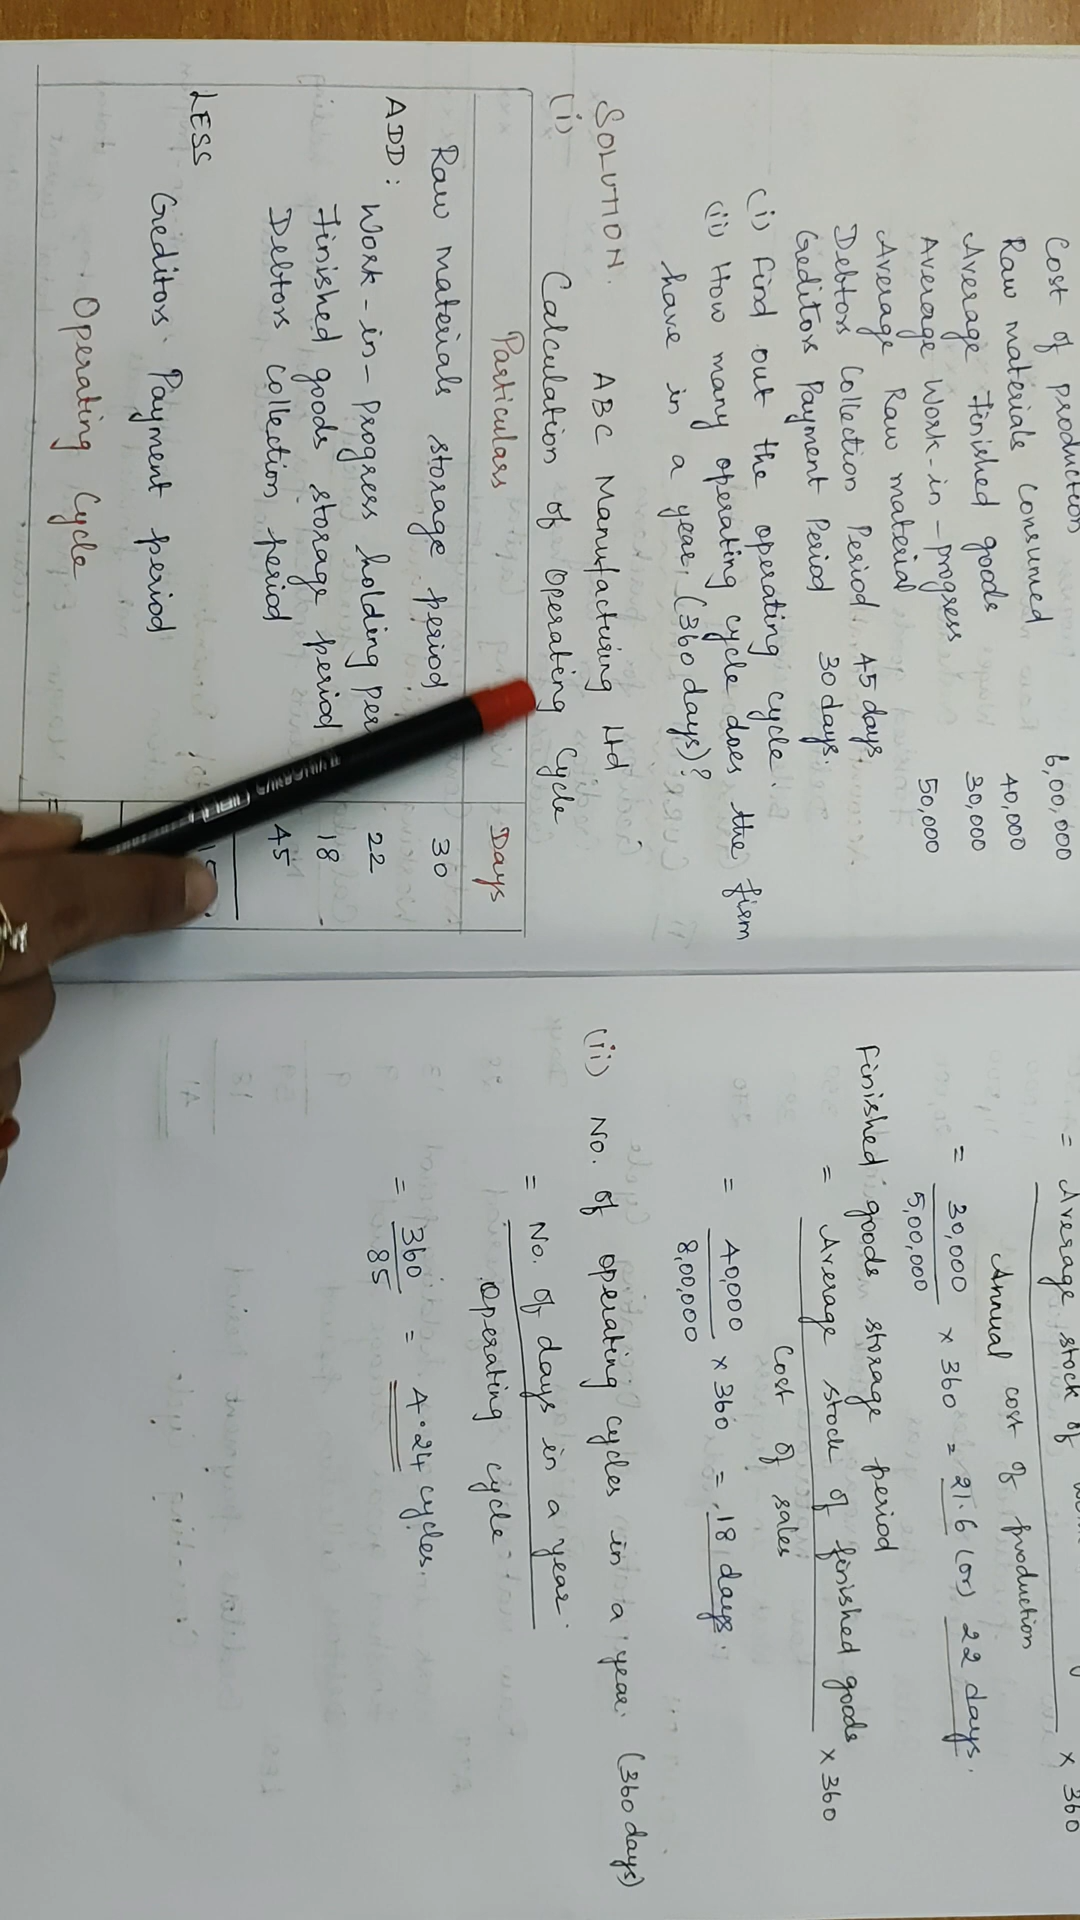 Cost of production
Raw materials consumed 6,00,000
Average Finished goods 40,000
Average Work-in-progress 30,000
Average Raw material 50,000
Debtors Collection Period 45 days
Creditors Payment Period 30 days.
(i) Find out the operating cycle.
(ii) How many operating cycle does the firm
have in a year, (360 days)?
SOLUTION. ABC Manufacturing Ltd
(i) Calculation of Operating Cycle
Particulars Days
Raw materials storage period 30
ADD: Work-in-Progress holding per 22
Finished goods storage period 18
Debtors collection period 45
LESS
Creditors Payment period
Operating Cycle
= Average stock of
Annual cost of production × 360
= 30,000 / 5,00,000 × 360 = 21.6 (or) 22 days.
Finished goods storage period
= Average stock of finished goods × 360
Cost of sales
= 40,000 / 8,00,000 × 360 = 18 days.
(ii) No. of operating cycles in a year (360 days)
= No. of days in a year
Operating cycle
= 360 / 85 = 4.24 cycles.